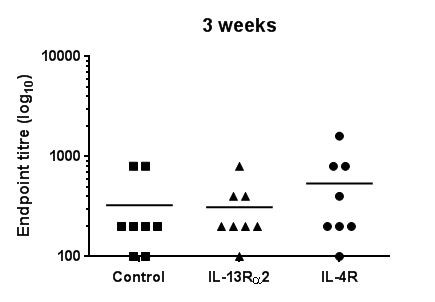 3 weeks
10000
1000
100
Endpoint titre (log10)
Control IL-13Rα2 IL-4R